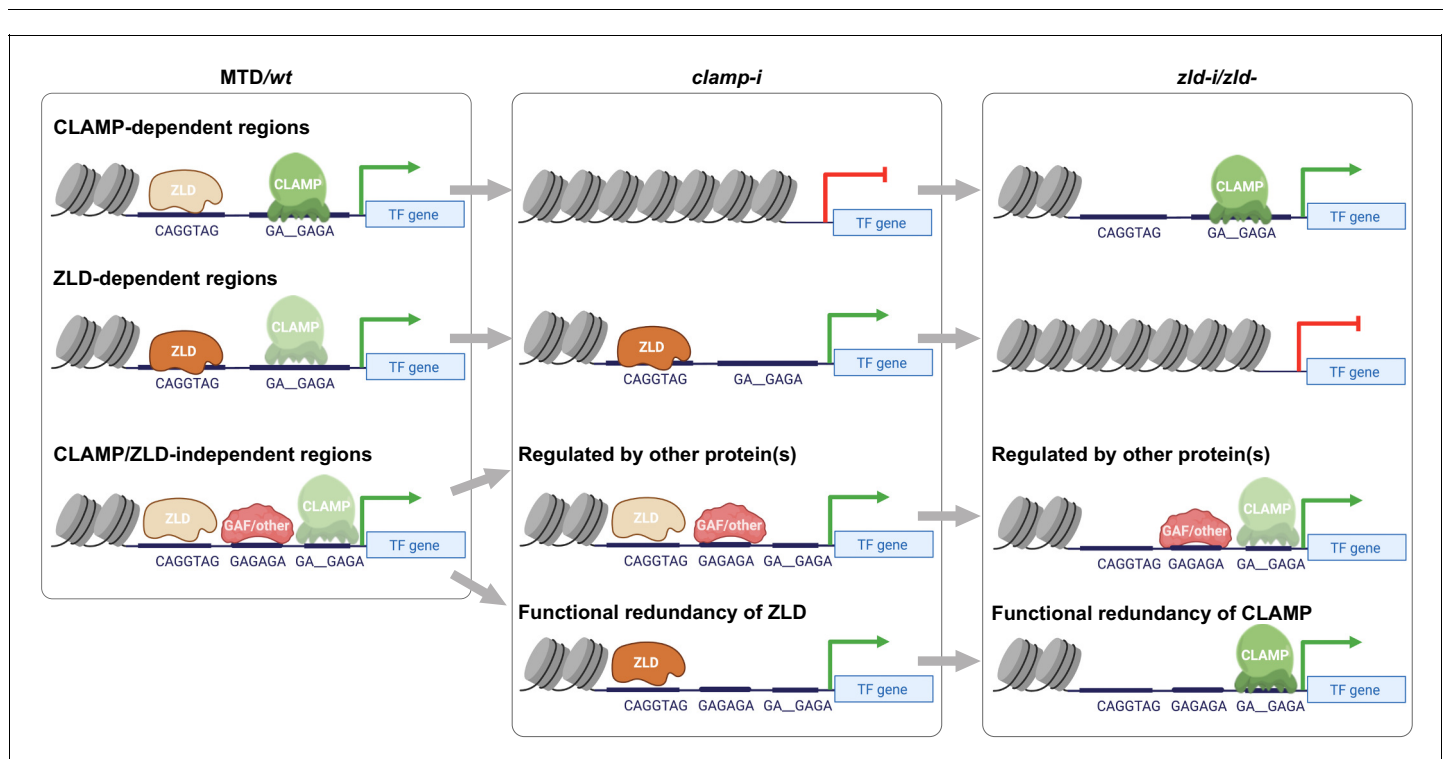 MTD/wt
CLAMP-dependent regions
ZLD
CLAMP
TF gene
CAGGTAG GA__GAGA
ZLD-dependent regions
ZLD
CLAMP
TF gene
CAGGTAG GA__GAGA
CLAMP/ZLD-independent regions
ZLD
GAF/other
CLAMP
TF gene
CAGGTAG GAGAGA GA__GAGA
clamp-i
TF gene
ZLD
TF gene
CAGGTAG GA__GAGA
Regulated by other protein(s)
ZLD
GAF/other
TF gene
CAGGTAG GAGAGA GA__GAGA
Functional redundancy of ZLD
ZLD
TF gene
CAGGTAG GAGAGA GA__GAGA
zld-i/zld-
CLAMP
TF gene
CAGGTAG GA__GAGA
TF gene
Regulated by other protein(s)
GAF/other
CLAMP
TF gene
CAGGTAG GAGAGA GA__GAGA
Functional redundancy of CLAMP
CLAMP
TF gene
CAGGTAG GAGAGA GA__GAGA